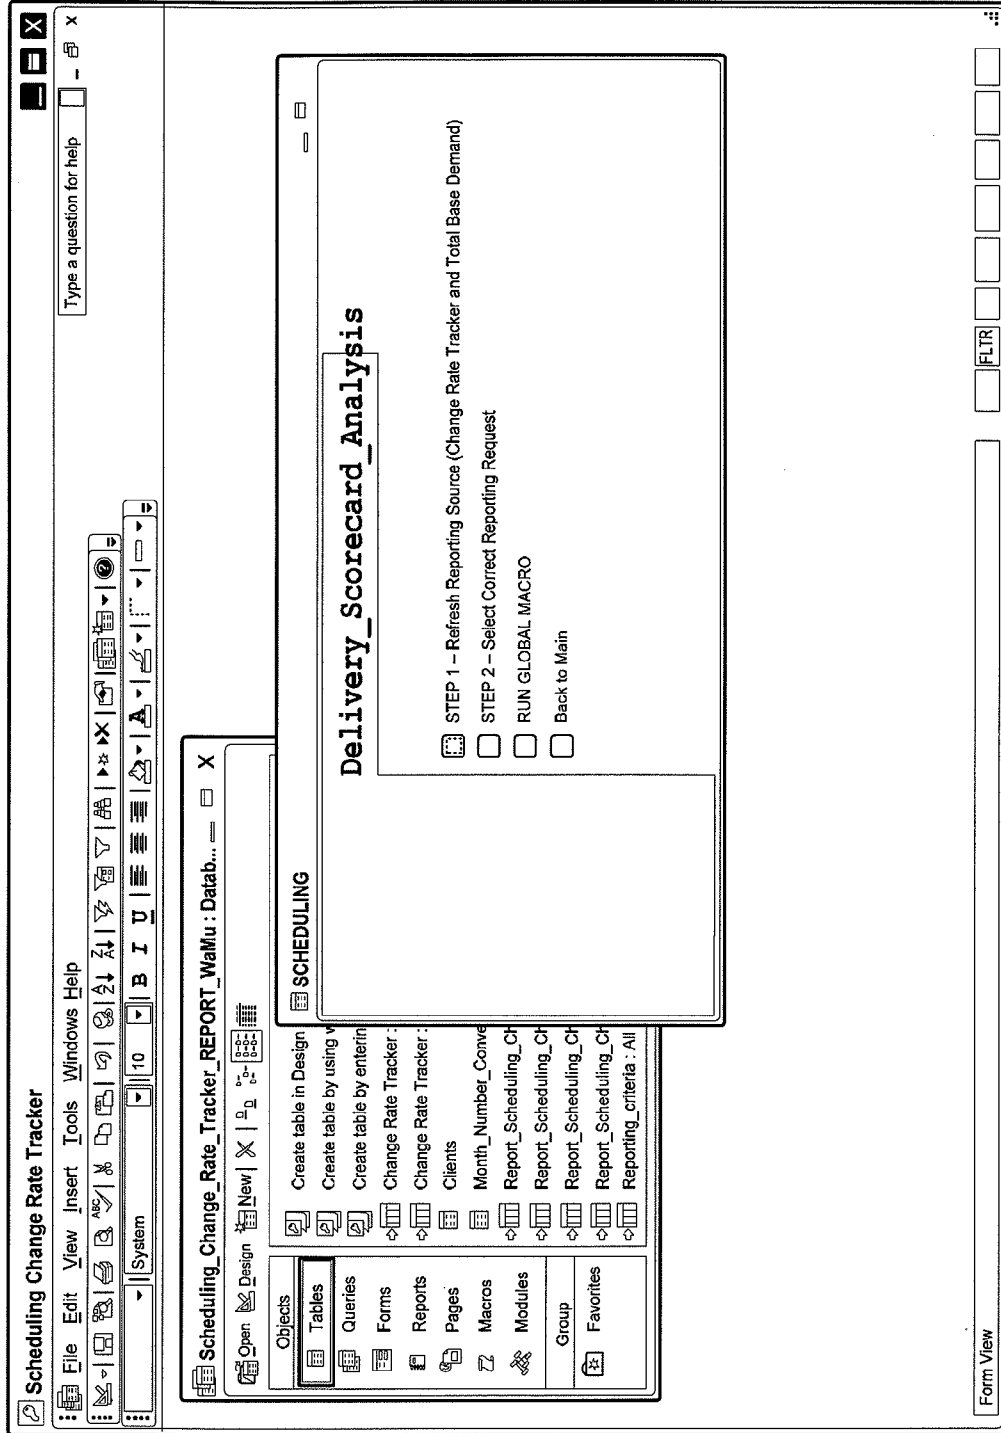 Scheduling Change Rate Tracker
File Edit View Insert Tools Windows Help
Type a question for help
ABC
System
10
B I U
A
Scheduling_Change_Rate_Tracker_REPORT_WaMu : Datab...
Open Design New
Objects
Tables
Queries
Forms
Reports
Pages
Macros
Modules
Group
Favorites
Create table in Design
Create table by using
Create table by enterin
Change Rate Tracker :
Change Rate Tracker :
Clients
Month_Number_Conve
Report_Scheduling_Ch
Report_Scheduling_Ch
Report_Scheduling_Ch
Report_Scheduling_Ch
Reporting_criteria : All
SCHEDULING
Delivery_Scorecard_Analysis
STEP 1 – Refresh Reporting Source (Change Rate Tracker and Total Base Demand)
STEP 2 – Select Correct Reporting Request
RUN GLOBAL MACRO
Back to Main
Form View
FLTR